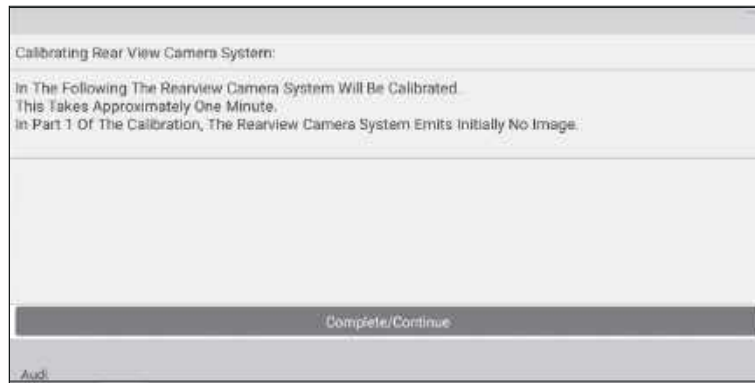 Calibrating Rear View Camera System:
In The Following The Rearview Camera System Will Be Calibrated.
This Takes Approximately One Minute.
In Part 1 Of The Calibration, The Rearview Camera System Emits Initially No Image.
Complete/Continue
Audi